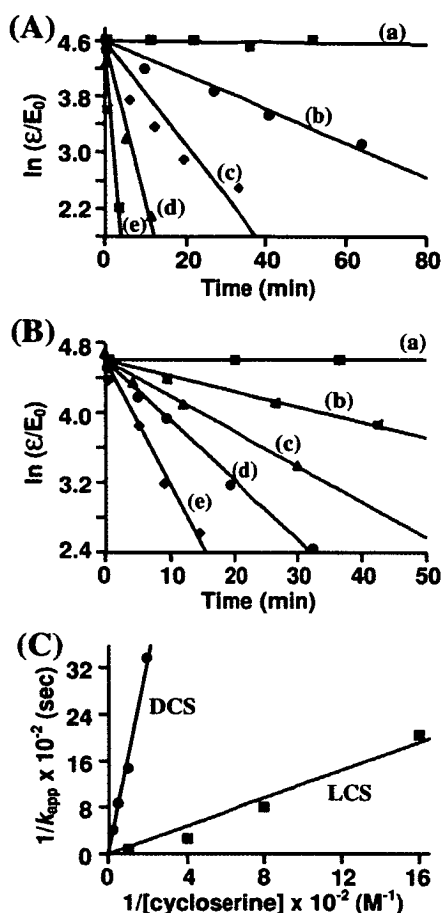 (A)
4.6
3.8
3.0
2.2
ln (ε/E₀)
(a)
(b)
(c)
(d)
(e)
0 20 40 60 80
Time (min)
(B)
4.8
4.0
3.2
2.4
ln (ε/E₀)
(a)
(b)
(c)
(d)
(e)
0 10 20 30 40 50
Time (min)
(C)
32
24
16
8
0
1/kapp x 10⁻² (sec)
DCS
LCS
0 4 8 12 16
1/[cycloserine] x 10⁻² (M⁻¹)